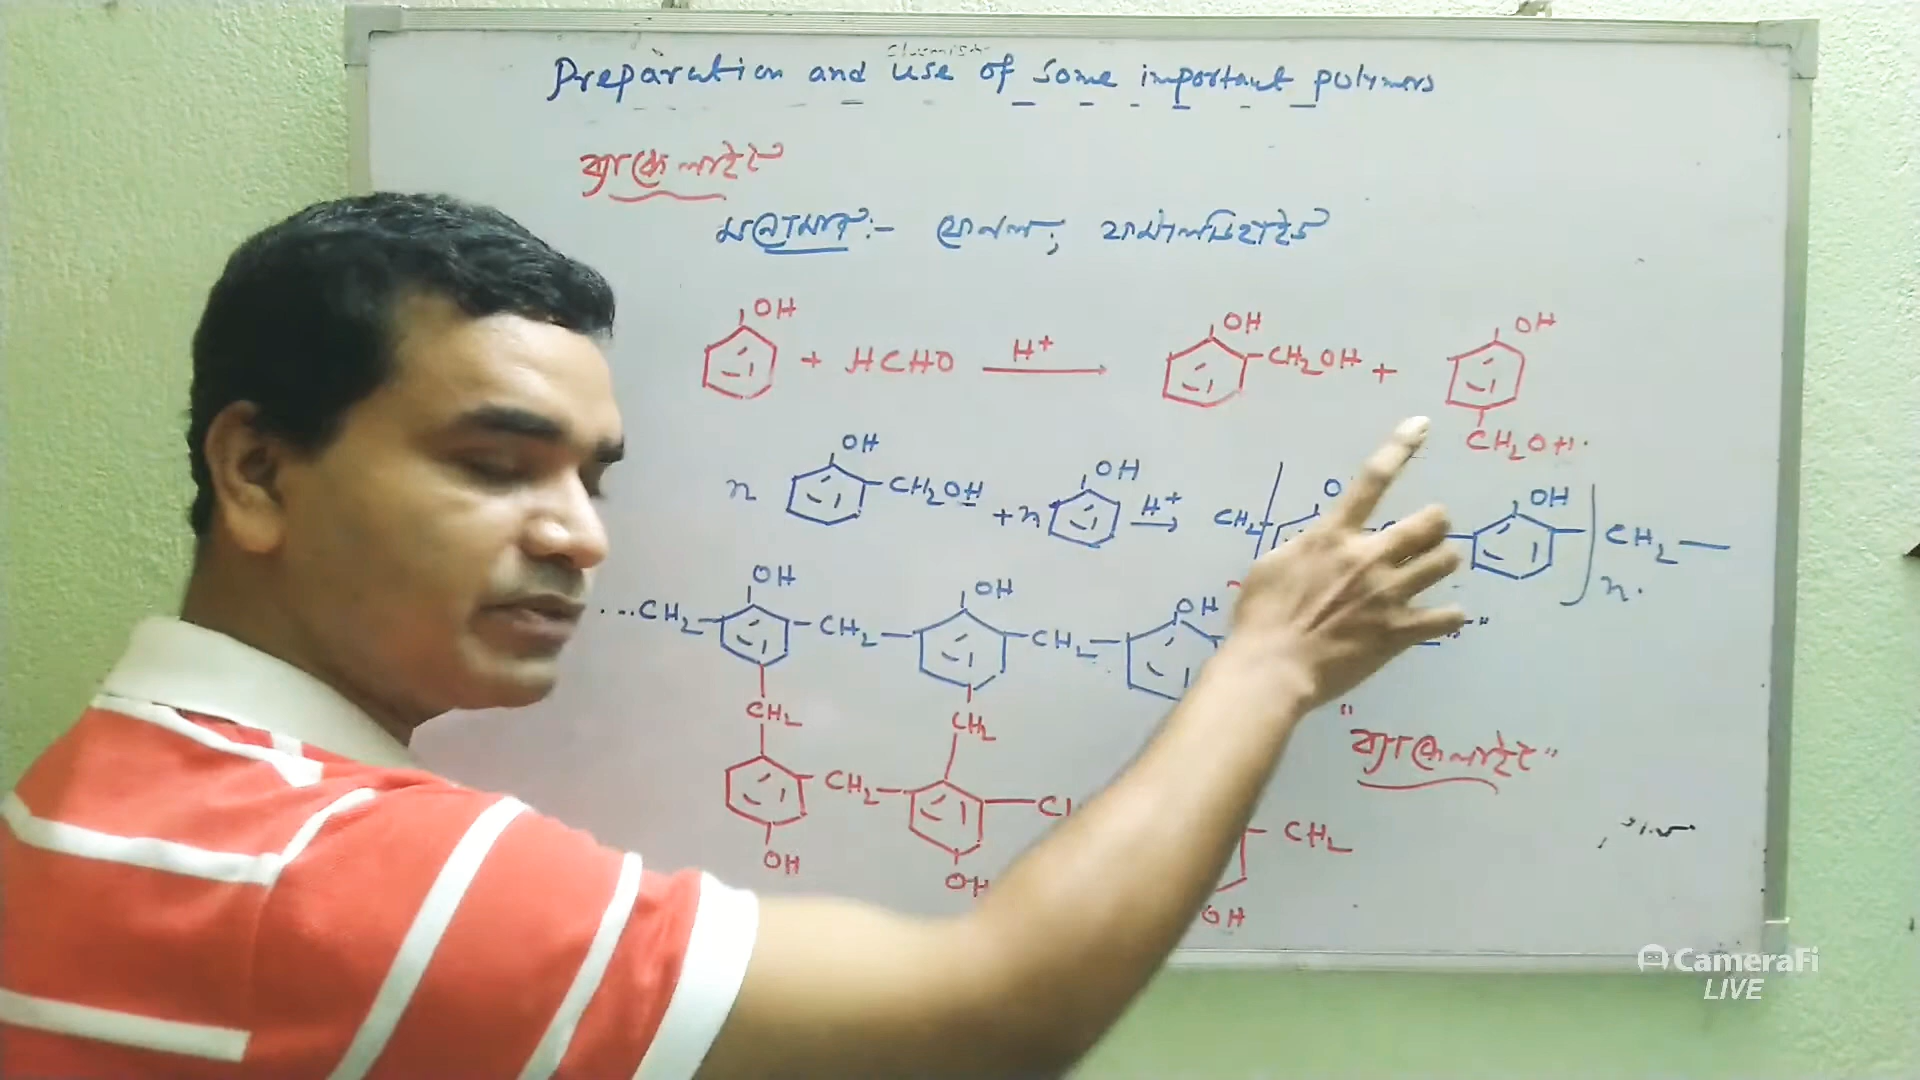 Preparation and use of some important polymers
ব্যাকেলাইট
মনোমার:- ফেনল; ফর্মালডিহাইড
OH OH OH
+ HCHO H+ CH2OH +
CH2OH.
OH OH OH
n CH2OH + n H+ CH2 CH2 —
n.
OH OH OH
...CH2 — CH2 — CH2 —
CH2 CH2
"ব্যাকেলাইট"
CH2 — CH2
OH OH OH
CameraFi
LIVE